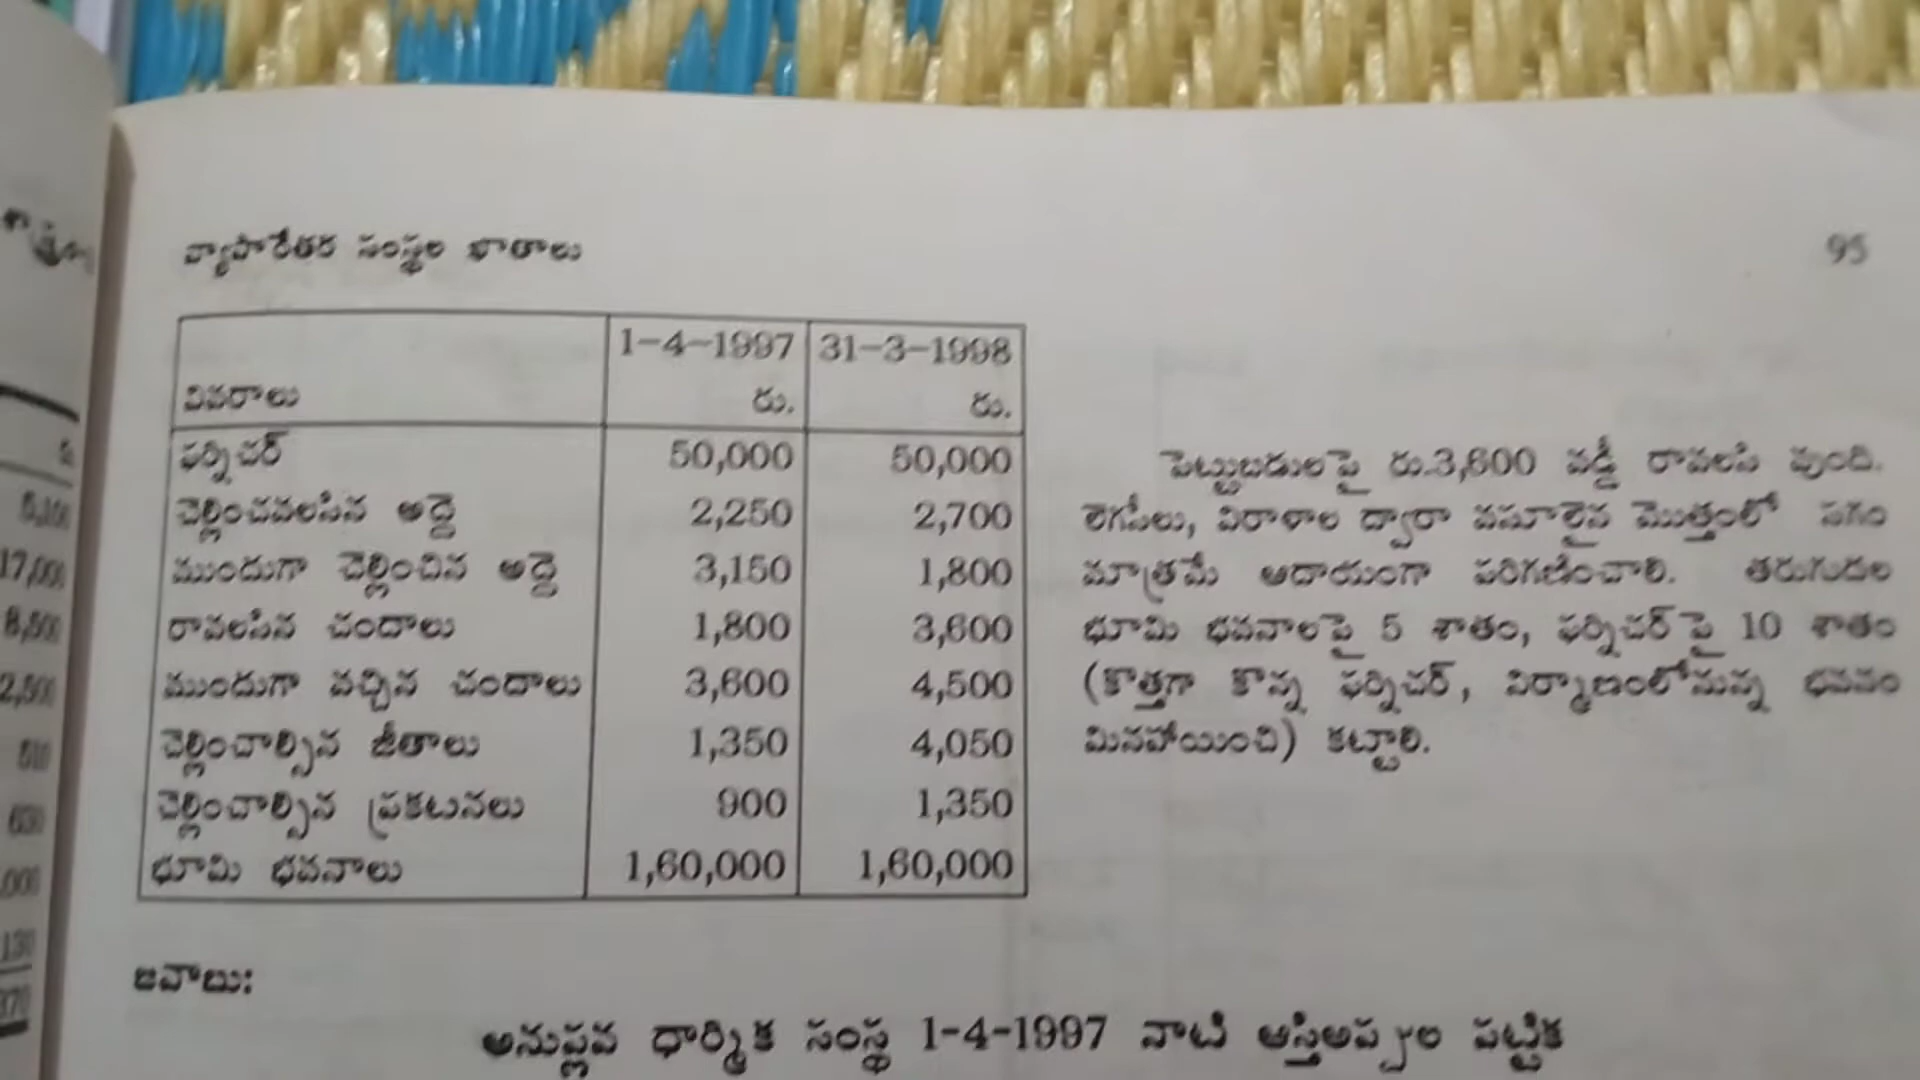 వ్యాపారేతర సంస్థల ఖాతాలు 95
వివరాలు 1-4-1997 రు. 31-3-1998 రు.
ఫర్నిచర్ 50,000 50,000
చెల్లించవలసిన అద్దె 2,250 2,700
ముందుగా చెల్లించిన అద్దె 3,150 1,800
రావలసిన చందాలు 1,800 3,600
ముందుగా వచ్చిన చందాలు 3,600 4,500
చెల్లించాల్సిన జీతాలు 1,350 4,050
చెల్లించాల్సిన ప్రకటనలు 900 1,350
భూమి భవనాలు 1,60,000 1,60,000
పెట్టుబడులపై రు.3,600 వడ్డీ రావలసి వుంది.
లెగసీలు, విరాళాల ద్వారా వసూలైన మొత్తంలో సగం
మాత్రమే ఆదాయంగా పరిగణించాలి. తరుగుదల
భూమి భవనాలపై 5 శాతం, ఫర్నిచర్ పై 10 శాతం
(కొత్తగా కొన్న ఫర్నిచర్, నిర్మాణంలోనున్న భవనం
మినహాయించి) కట్టాలి.
జవాబు:
అనుప్లవ ధార్మిక సంస్థ 1-4-1997 నాటి ఆస్తిఅప్పుల పట్టిక